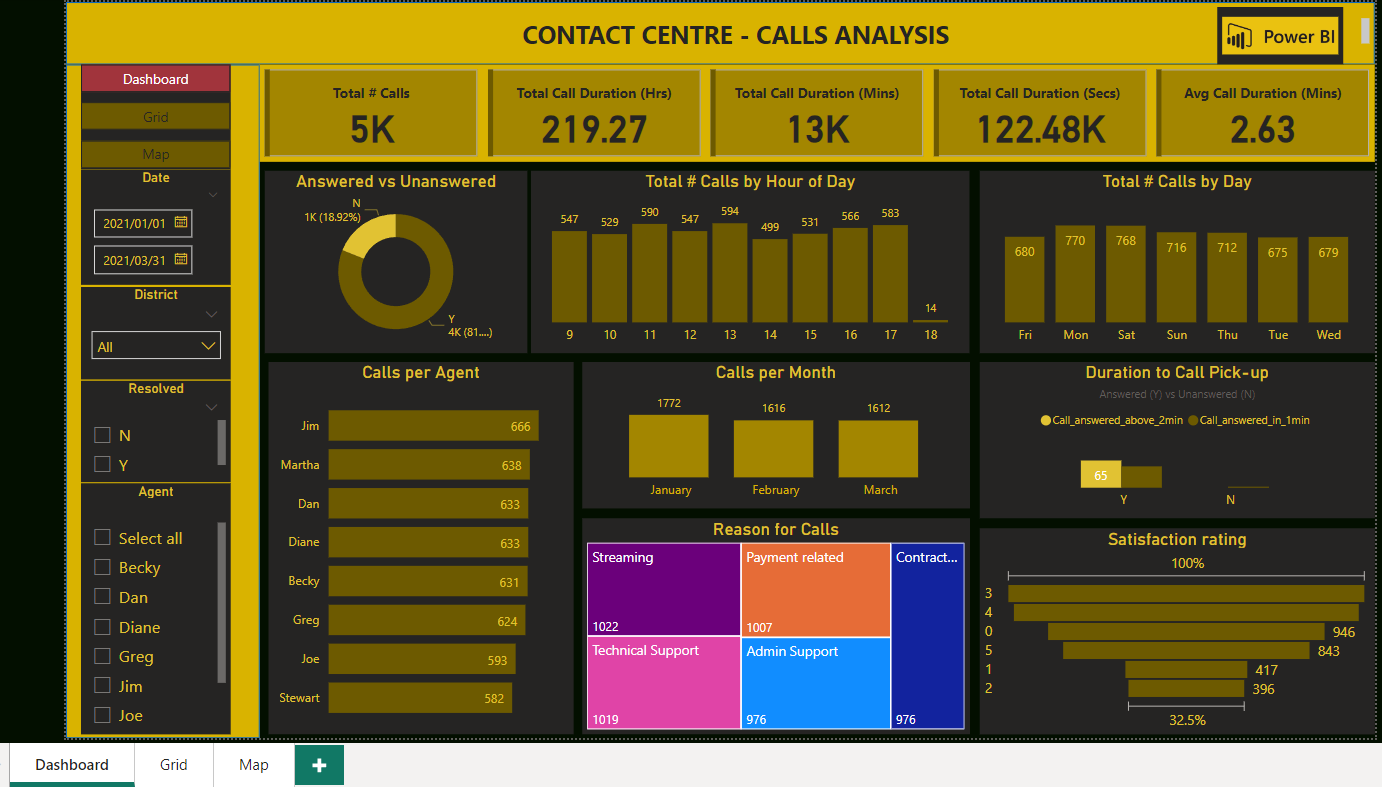 CONTACT CENTRE - CALLS ANALYSIS
Power BI
Dashboard
Grid
Map
Date
2021/01/01
2021/03/31
District
All
Resolved
N
Y
Agent
Select all
Becky
Dan
Diane
Greg
Jim
Joe
Total # Calls
5K
Total Call Duration (Hrs)
219.27
Total Call Duration (Mins)
13K
Total Call Duration (Secs)
122.48K
Avg Call Duration (Mins)
2.63
Answered vs Unanswered
N
1K (18.92%)
Y
4K (81....)
Total # Calls by Hour of Day
547 529 590 547 594 499 531 566 583 14
9 10 11 12 13 14 15 16 17 18
Total # Calls by Day
680 770 768 716 712 675 679
Fri Mon Sat Sun Thu Tue Wed
Calls per Agent
Jim 666
Martha 638
Dan 633
Diane 633
Becky 631
Greg 624
Joe 593
Stewart 582
Calls per Month
1772 1616 1612
January February March
Duration to Call Pick-up
Answered (Y) vs Unanswered (N)
Call_answered_above_2min Call_answered_in_1min
65
Y N
Reason for Calls
Streaming
1022
Payment related
1007
Contract...
976
Technical Support
1019
Admin Support
976
Satisfaction rating
100%
3
4
0 946
5 843
1 417
2 396
32.5%
Dashboard Grid Map +